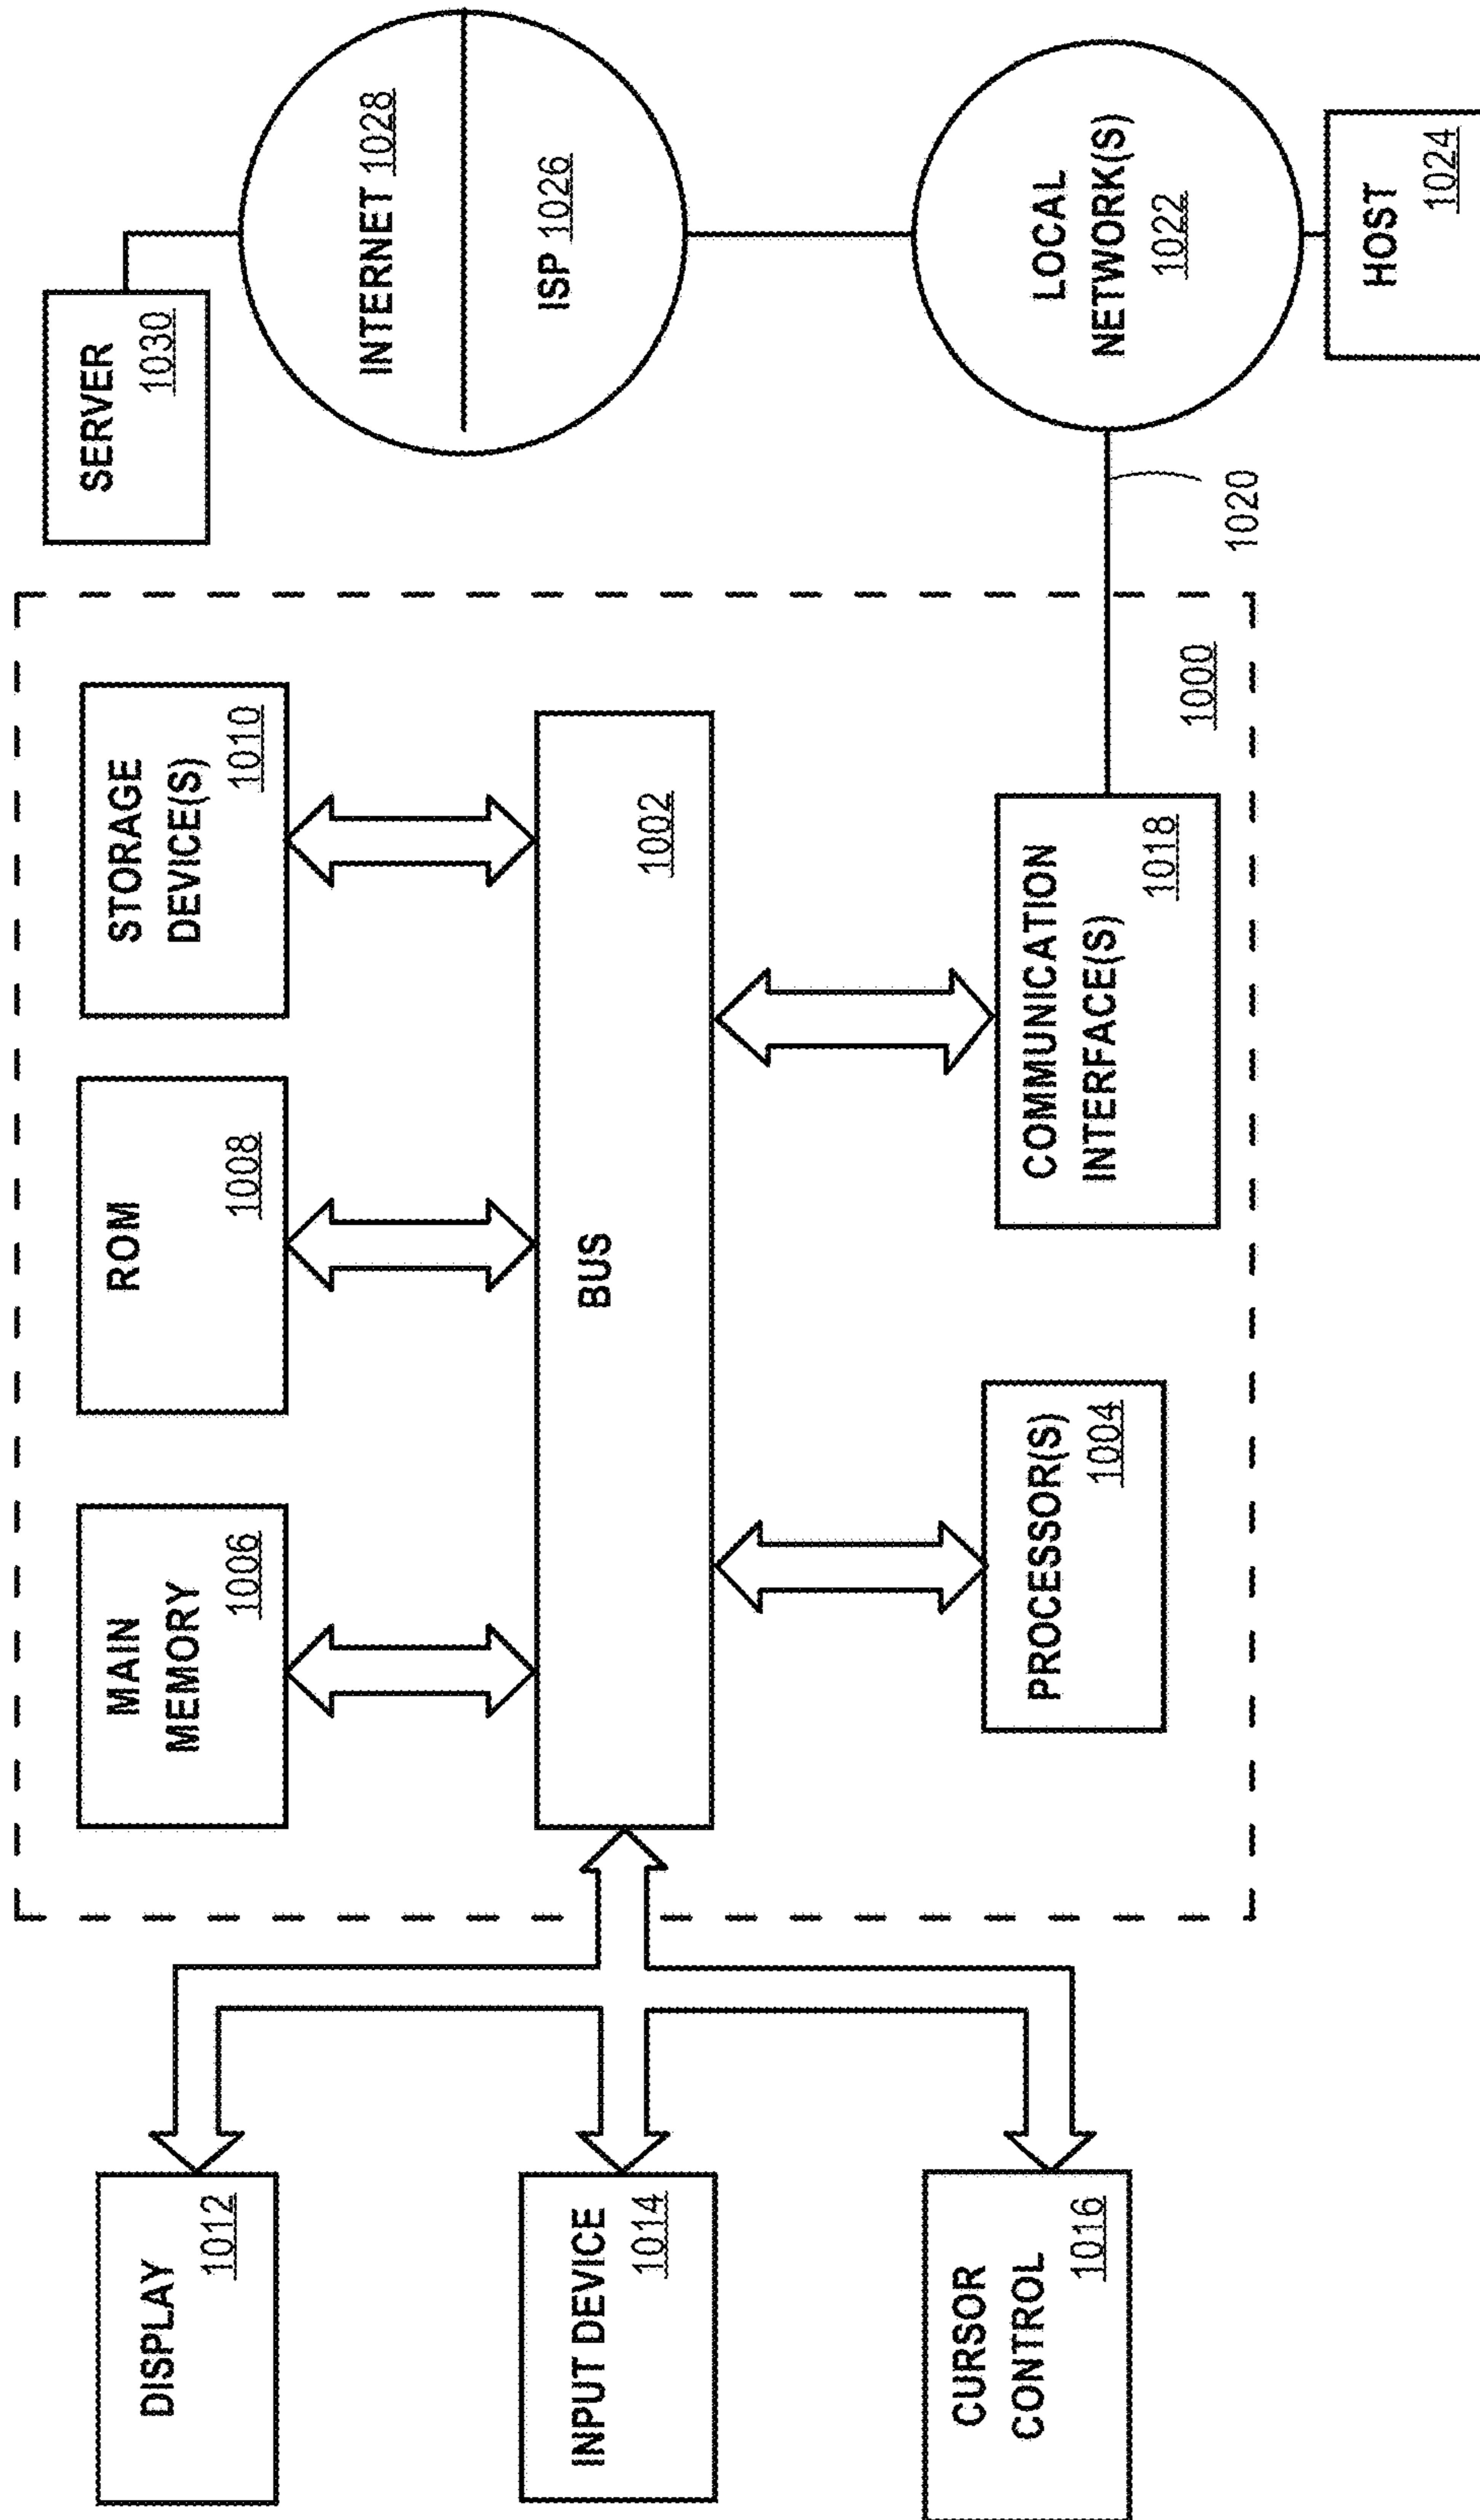 DISPLAY
1012
INPUT DEVICE
1014
CURSOR
CONTROL
1016
MAIN
MEMORY
1006
ROM
1008
STORAGE
DEVICE(S)
1010
BUS
1002
PROCESSOR(S)
1004
COMMUNICATION
INTERFACE(S)
1018
1000
SERVER
1030
INTERNET 1028
ISP 1026
1020
LOCAL
NETWORK(S)
1022
HOST
1024